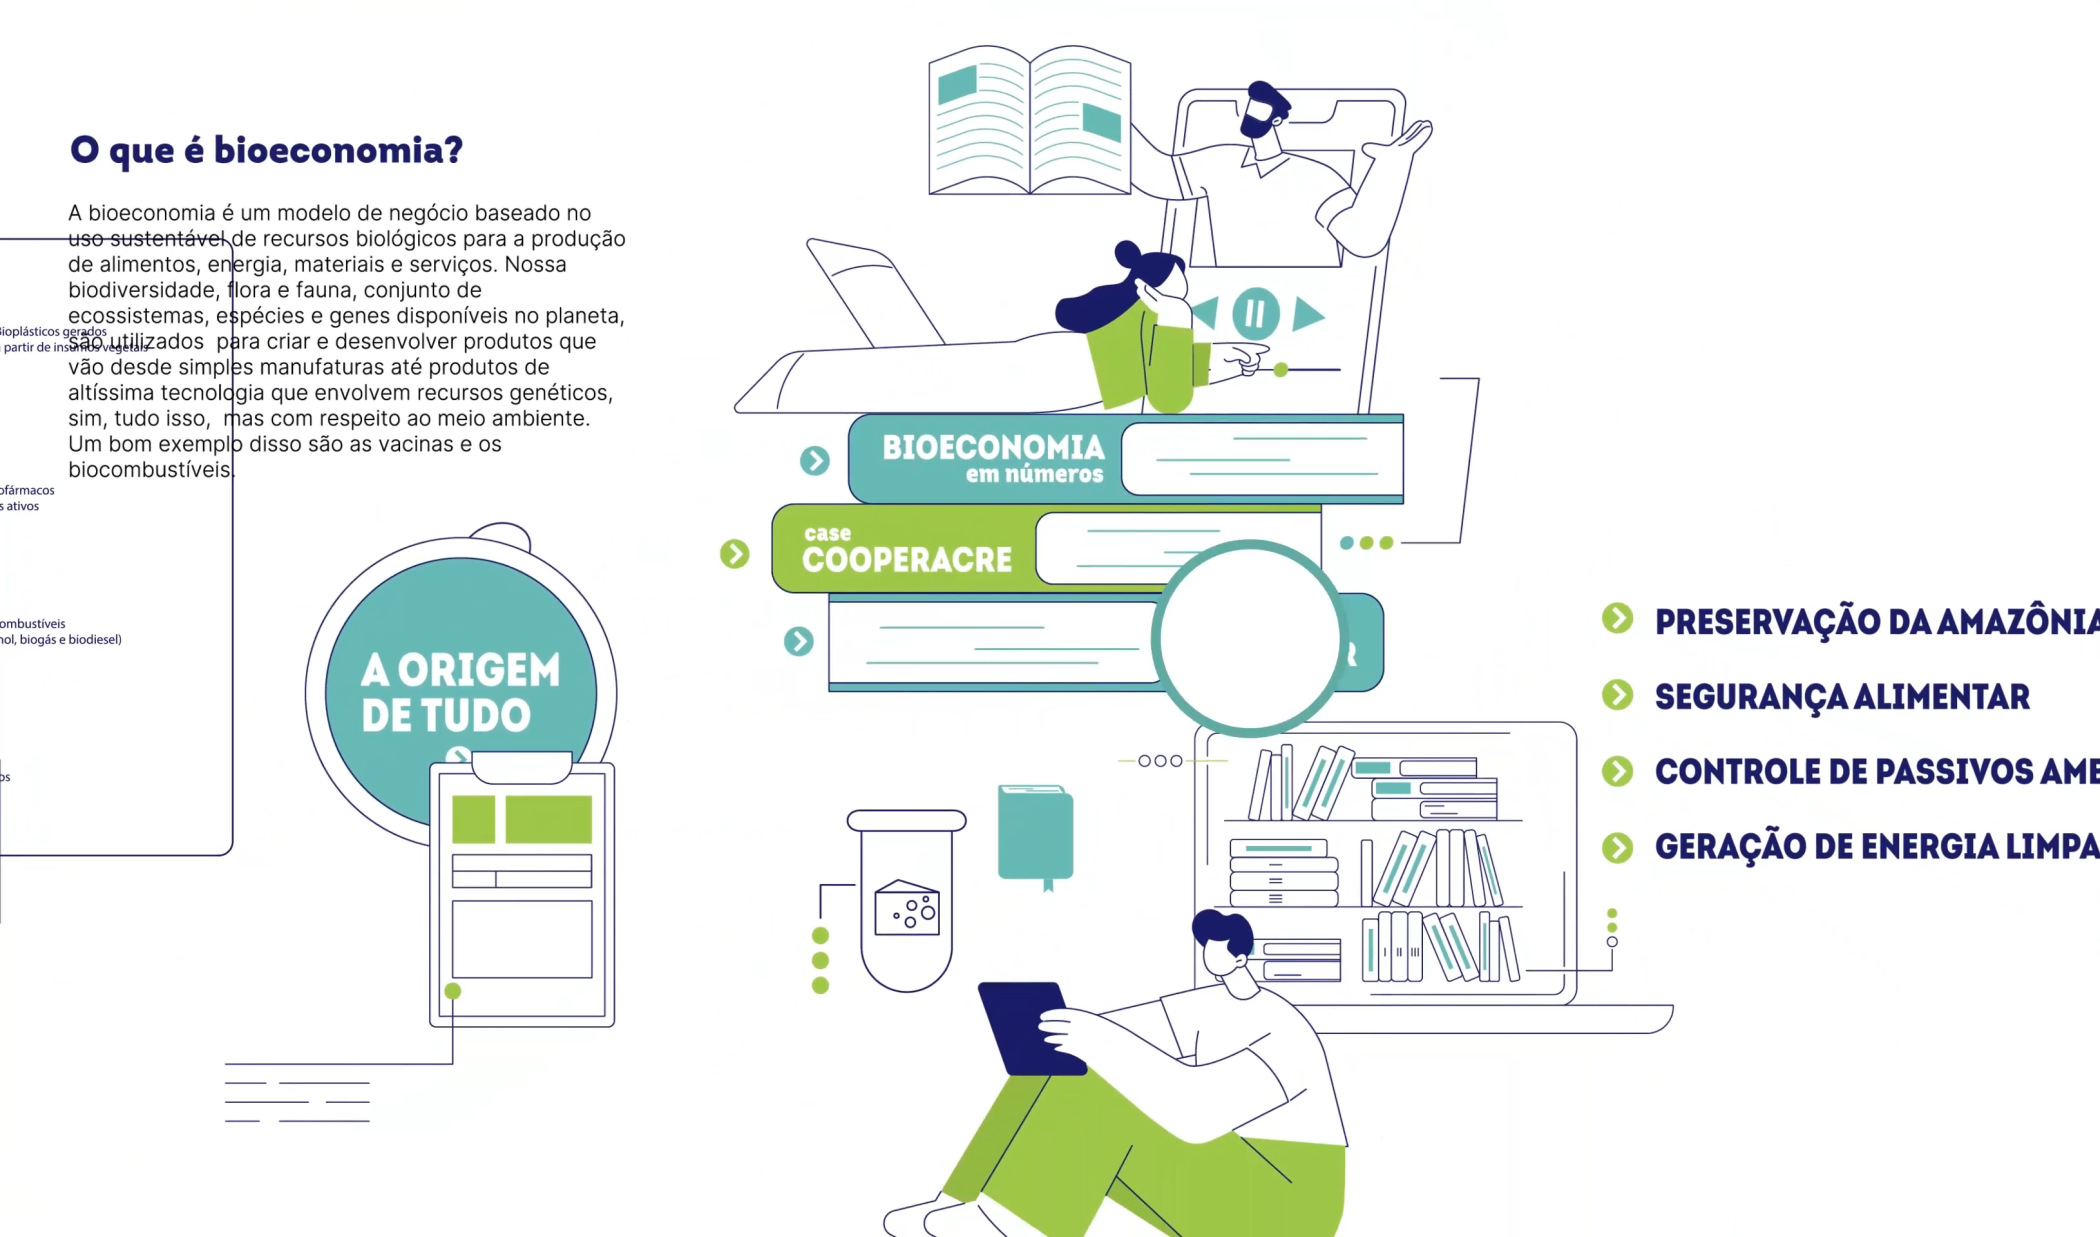 O que é bioeconomia?
A bioeconomia é um modelo de negócio baseado no
uso sustentável de recursos biológicos para a produção
de alimentos, energia, materiais e serviços. Nossa
biodiversidade, flora e fauna, conjunto de
ecossistemas, espécies e genes disponíveis no planeta,
são utilizados para criar e desenvolver produtos que
vão desde simples manufaturas até produtos de
altíssima tecnologia que envolvem recursos genéticos,
sim, tudo isso, mas com respeito ao meio ambiente.
Um bom exemplo disso são as vacinas e os
biocombustíveis.
Bioplásticos gerados
partir de insumos vegetais
ofármacos
s ativos
ombustíveis
nol, biogás e biodiesel)
os
A ORIGEM
DE TUDO
BIOECONOMIA
em números
case
COOPERACRE
R
PRESERVAÇÃO DA AMAZÔNIA
SEGURANÇA ALIMENTAR
CONTROLE DE PASSIVOS AMB
GERAÇÃO DE ENERGIA LIMPA